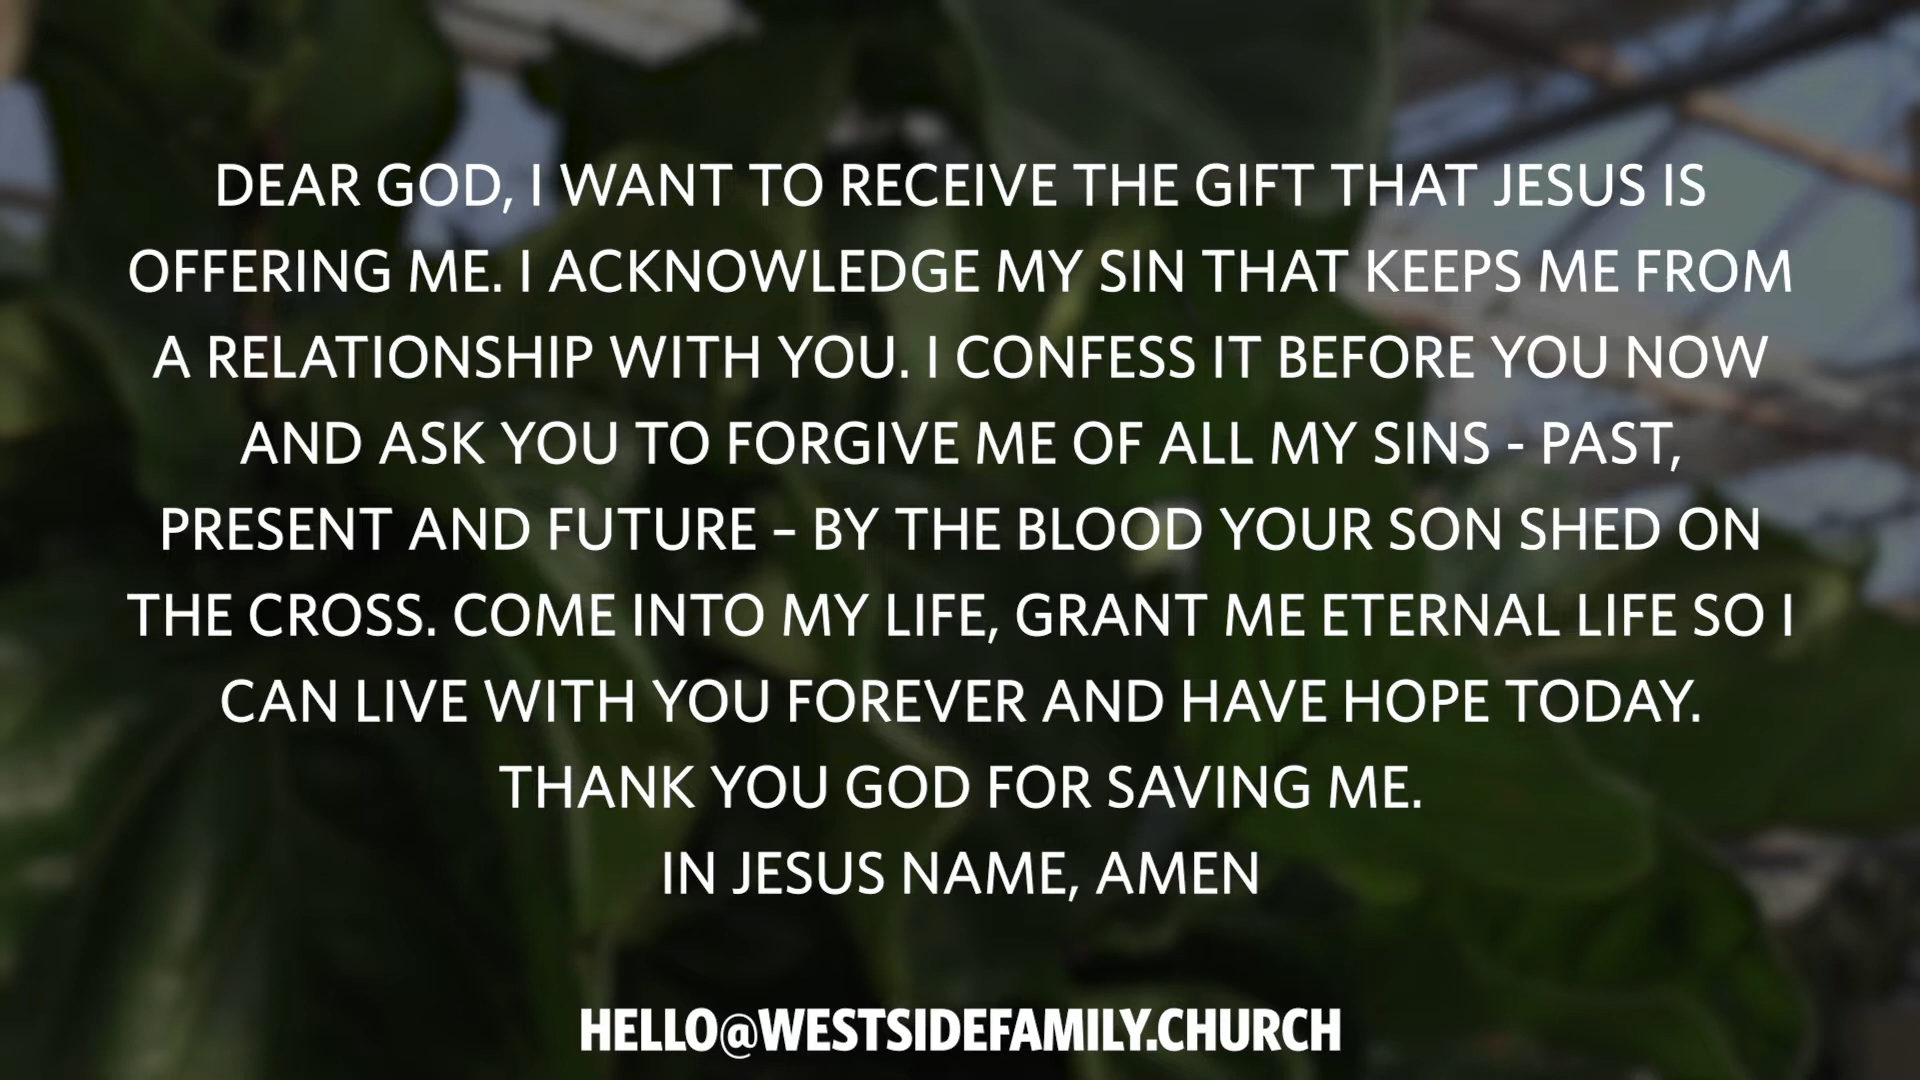 DEAR GOD, I WANT TO RECEIVE THE GIFT THAT JESUS IS
OFFERING ME. I ACKNOWLEDGE MY SIN THAT KEEPS ME FROM
A RELATIONSHIP WITH YOU. I CONFESS IT BEFORE YOU NOW
AND ASK YOU TO FORGIVE ME OF ALL MY SINS - PAST,
PRESENT AND FUTURE – BY THE BLOOD YOUR SON SHED ON
THE CROSS. COME INTO MY LIFE, GRANT ME ETERNAL LIFE SO I
CAN LIVE WITH YOU FOREVER AND HAVE HOPE TODAY.
THANK YOU GOD FOR SAVING ME.
IN JESUS NAME, AMEN
HELLO@WESTSIDEFAMILY.CHURCH